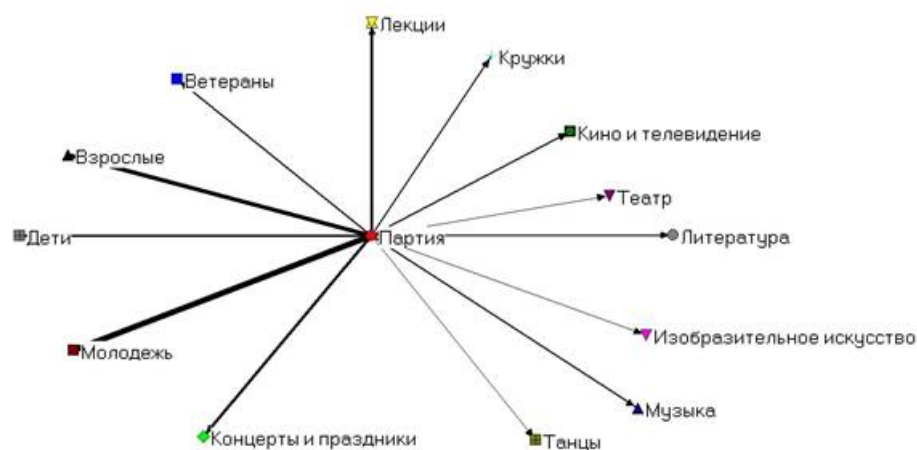 Лекции
Кружки
Ветераны
Кино и телевидение
Взрослые
Театр
Дети
Партия
Литература
Изобразительное искусство
Молодежь
Музыка
Концерты и праздники
Танцы